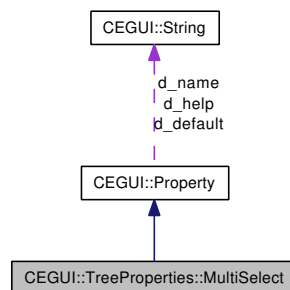 CEGUI::String
d_name
d_help
d_default
CEGUI::Property
CEGUI::TreeProperties::MultiSelect